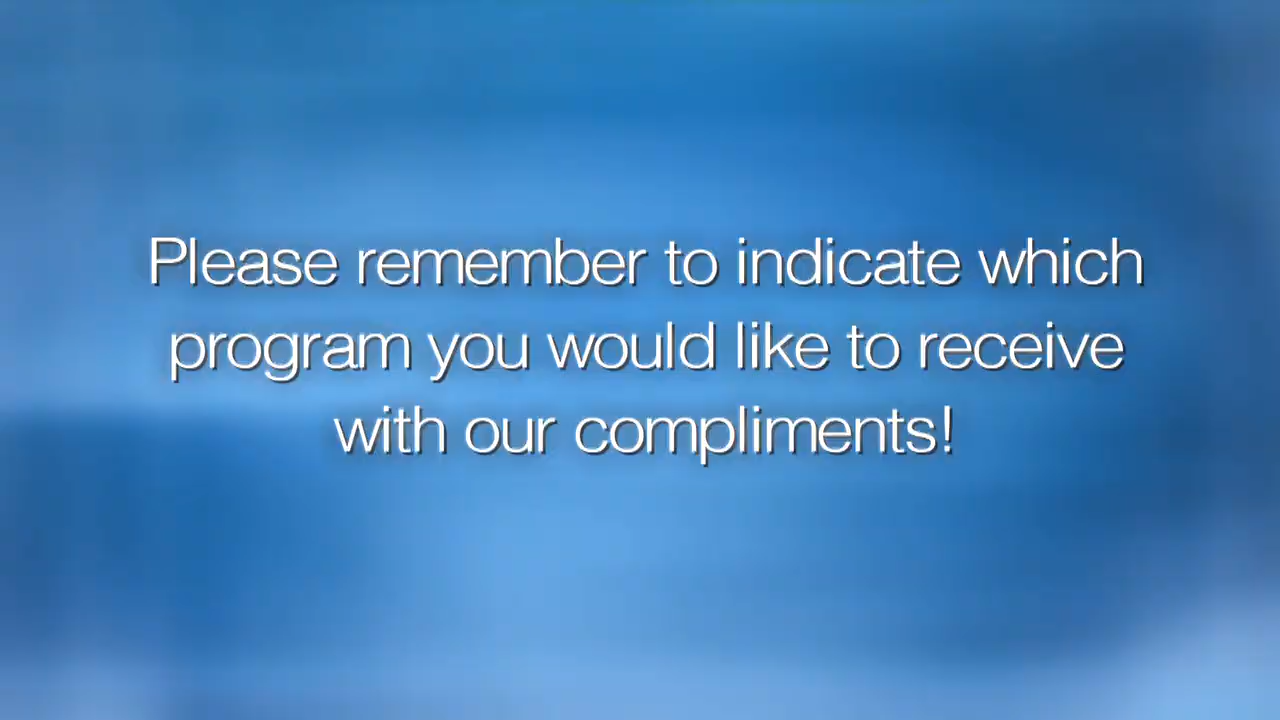 Please remember to indicate which
program you would like to receive
with our compliments!